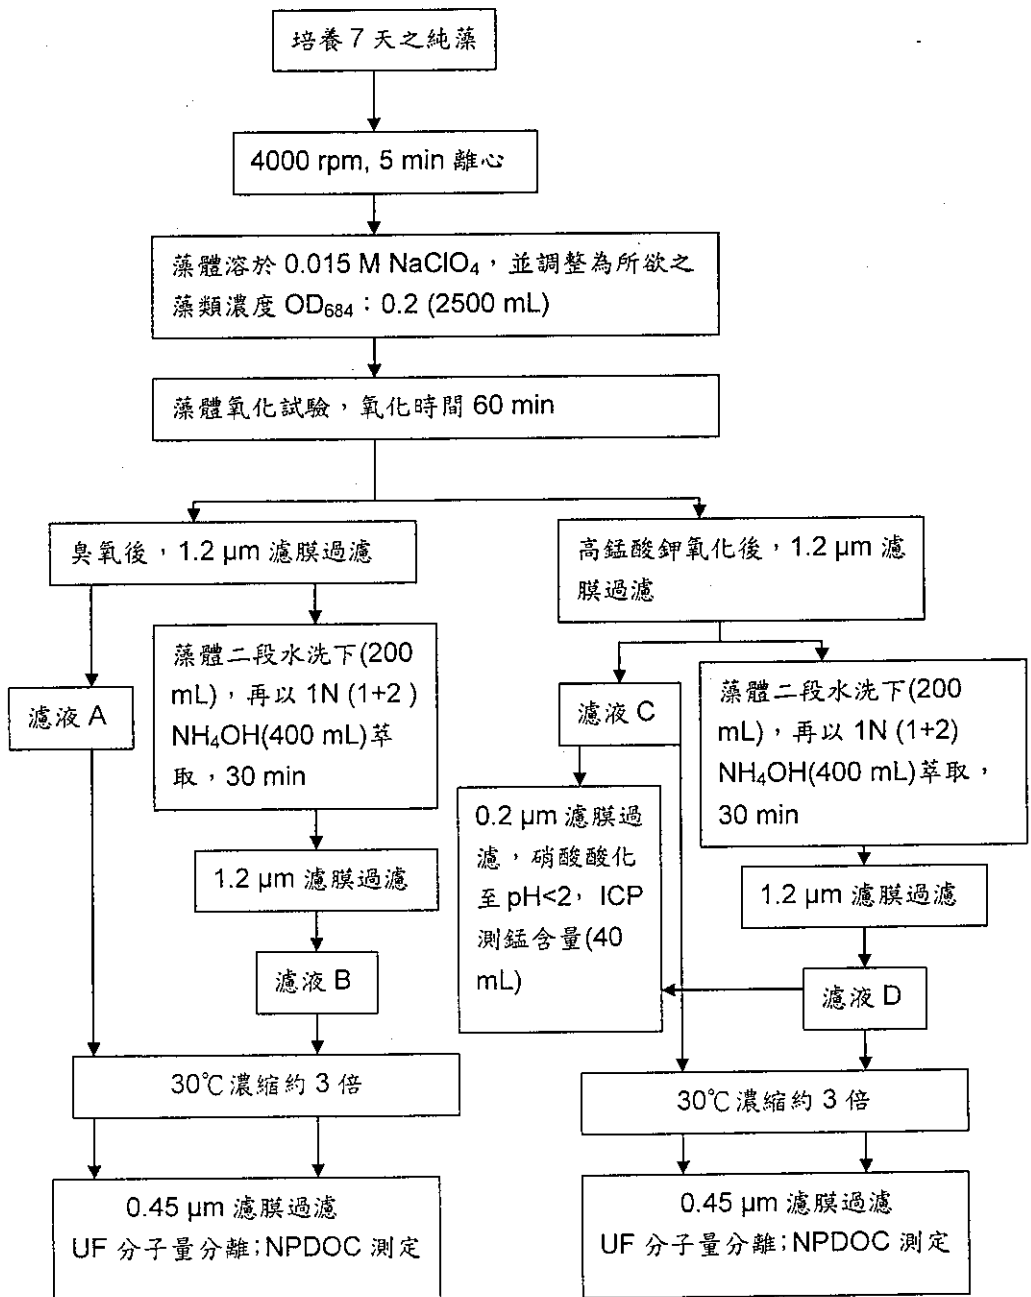 培養 7 天之純藻
4000 rpm, 5 min 離心
藻體溶於 0.015 M NaClO₄，並調整為所欲之
藻類濃度 OD₆₈₄：0.2 (2500 mL)
藻體氧化試驗，氧化時間 60 min
臭氧後，1.2 μm 濾膜過濾
高錳酸鉀氧化後，1.2 μm 濾
膜過濾
濾液 A
藻體二段水洗下(200
mL)，再以 1N (1+2 )
NH₄OH(400 mL)萃
取，30 min
濾液 C
藻體二段水洗下(200
mL)，再以 1N (1+2)
NH₄OH(400 mL)萃取，
30 min
0.2 μm 濾膜過
濾，硝酸酸化
至 pH<2，ICP
測錳含量(40
mL)
1.2 μm 濾膜過濾
1.2 μm 濾膜過濾
濾液 B
濾液 D
30℃濃縮約 3 倍
30℃濃縮約 3 倍
0.45 μm 濾膜過濾
UF 分子量分離;NPDOC 測定
0.45 μm 濾膜過濾
UF 分子量分離;NPDOC 測定